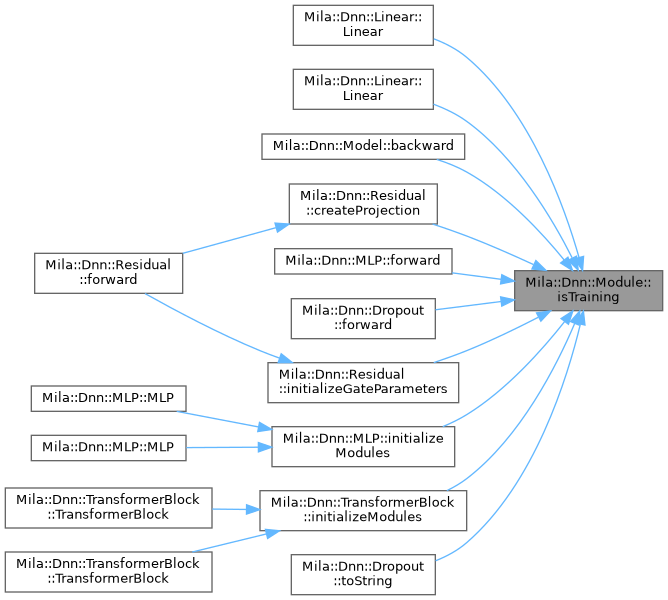 Mila::Dnn::Linear::
Linear
Mila::Dnn::Linear::
Linear
Mila::Dnn::Model::backward
Mila::Dnn::Residual
::createProjection
Mila::Dnn::Residual
::forward
Mila::Dnn::MLP::forward
Mila::Dnn::Module::
isTraining
Mila::Dnn::Dropout
::forward
Mila::Dnn::Residual
::initializeGateParameters
Mila::Dnn::MLP::MLP
Mila::Dnn::MLP::initialize
Modules
Mila::Dnn::MLP::MLP
Mila::Dnn::TransformerBlock
::TransformerBlock
Mila::Dnn::TransformerBlock
::initializeModules
Mila::Dnn::TransformerBlock
::TransformerBlock
Mila::Dnn::Dropout
::toString